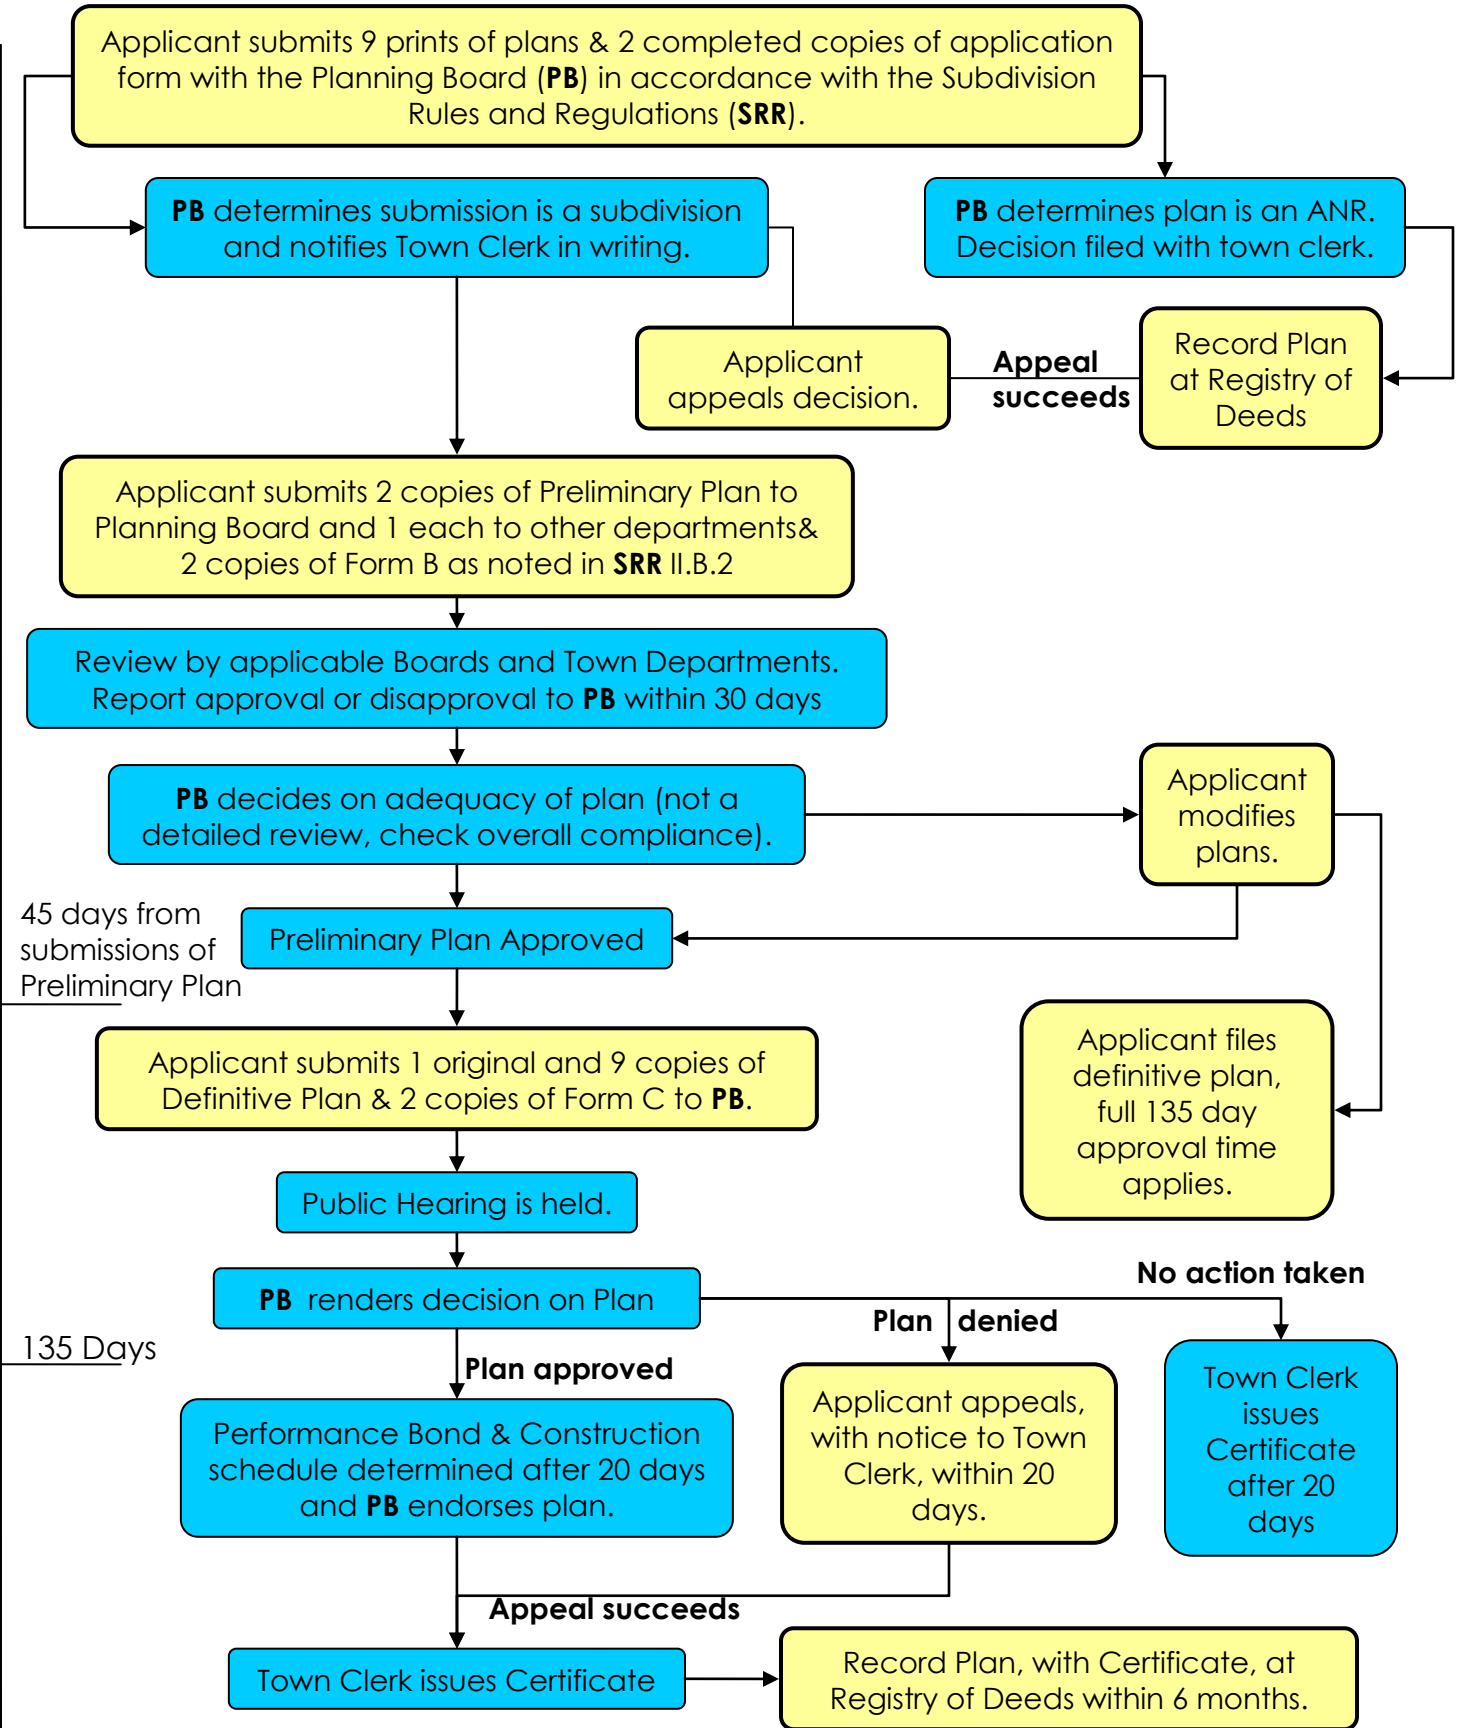 Applicant submits 9 prints of plans & 2 completed copies of application
form with the Planning Board (PB) in accordance with the Subdivision
Rules and Regulations (SRR).
PB determines submission is a subdivision
and notifies Town Clerk in writing.
PB determines plan is an ANR.
Decision filed with town clerk.
Applicant
appeals decision.
Appeal
succeeds
Record Plan
at Registry of
Deeds
Applicant submits 2 copies of Preliminary Plan to
Planning Board and 1 each to other departments&
2 copies of Form B as noted in SRR II.B.2
Review by applicable Boards and Town Departments.
Report approval or disapproval to PB within 30 days
PB decides on adequacy of plan (not a
detailed review, check overall compliance).
Applicant
modifies
plans.
45 days from
submissions of
Preliminary Plan
Preliminary Plan Approved
Applicant submits 1 original and 9 copies of
Definitive Plan & 2 copies of Form C to PB.
Applicant files
definitive plan,
full 135 day
approval time
applies.
Public Hearing is held.
PB renders decision on Plan
No action taken
Plan denied
135 Days
Plan approved
Performance Bond & Construction
schedule determined after 20 days
and PB endorses plan.
Applicant appeals,
with notice to Town
Clerk, within 20
days.
Town Clerk
issues
Certificate
after 20
days
Appeal succeeds
Town Clerk issues Certificate
Record Plan, with Certificate, at
Registry of Deeds within 6 months.